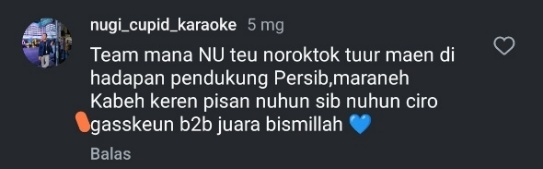 nugi_cupid_karaoke 5 mg
Team mana NU teu noroktok tuur maen di
hadapan pendukung Persib,maraneh
Kabeh keren pisan nuhun sib nuhun ciro
gasskeun b2b juara bismillah 💙
Balas